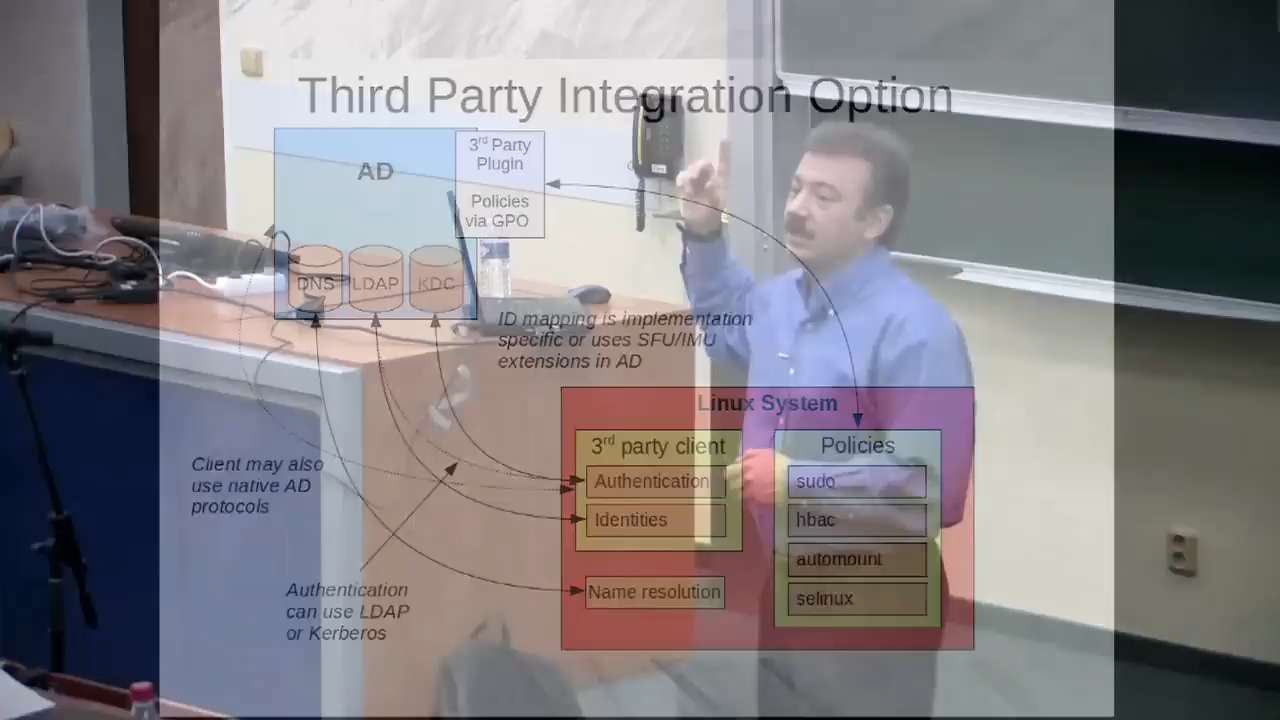 Third Party Integration Option
AD
3rd Party
Plugin
Policies
via GPO
DNS
LDAP
KDC
ID mapping is implementation
specific or uses SFU/IMU
extensions in AD
Linux System
3rd party client
Authentication
Identities
Name resolution
Policies
sudo
hbac
automount
selinux
Client may also
use native AD
protocols
Authentication
can use LDAP
or Kerberos